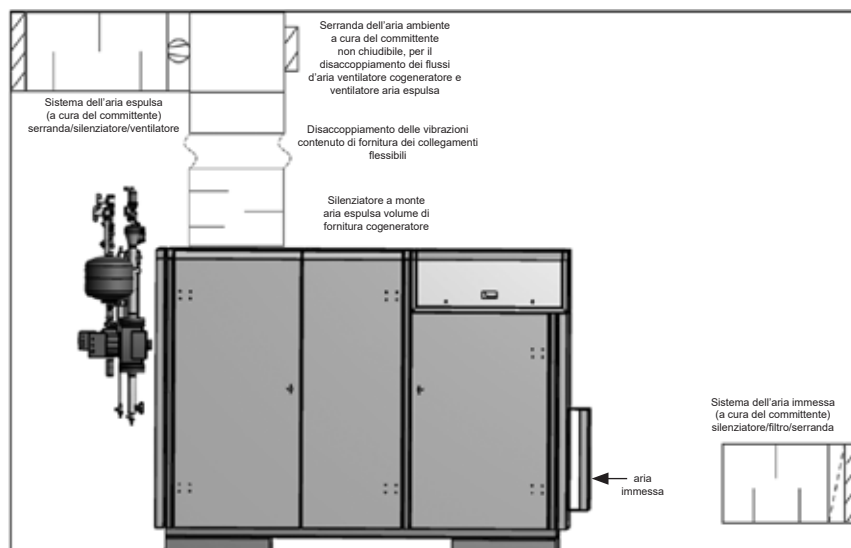 Serranda dell'aria ambiente
a cura del committente
non chiudibile, per il
disaccoppiamento dei flussi
d'aria ventilatore cogeneratore e
ventilatore aria espulsa
Sistema dell'aria espulsa
(a cura del committente)
serranda/silenziatore/ventilatore
Disaccoppiamento delle vibrazioni
contenuto di fornitura dei collegamenti
flessibili
Silenziatore a monte
aria espulsa volume di
fornitura cogeneratore
Sistema dell'aria immessa
(a cura del committente)
silenziatore/filtro/serranda
aria
immessa